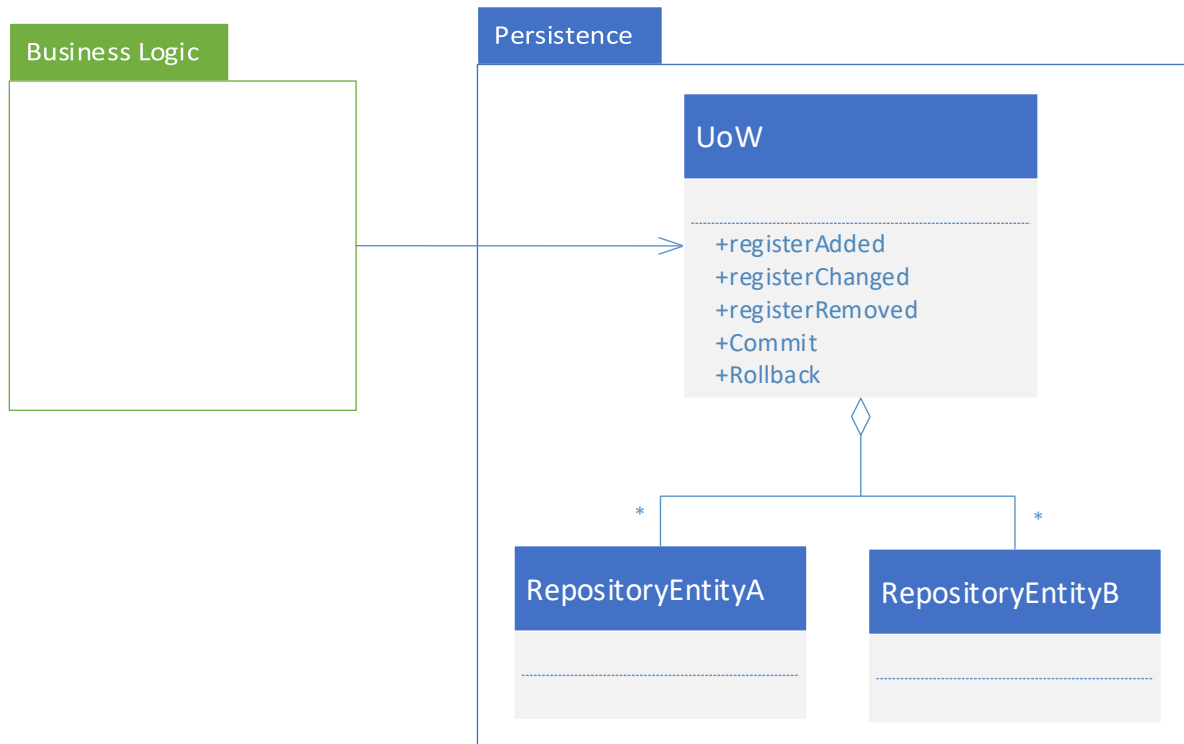 Business Logic
Persistence
UoW
+registerAdded
+registerChanged
+registerRemoved
+Commit
+Rollback
*
*
RepositoryEntityA
RepositoryEntityB